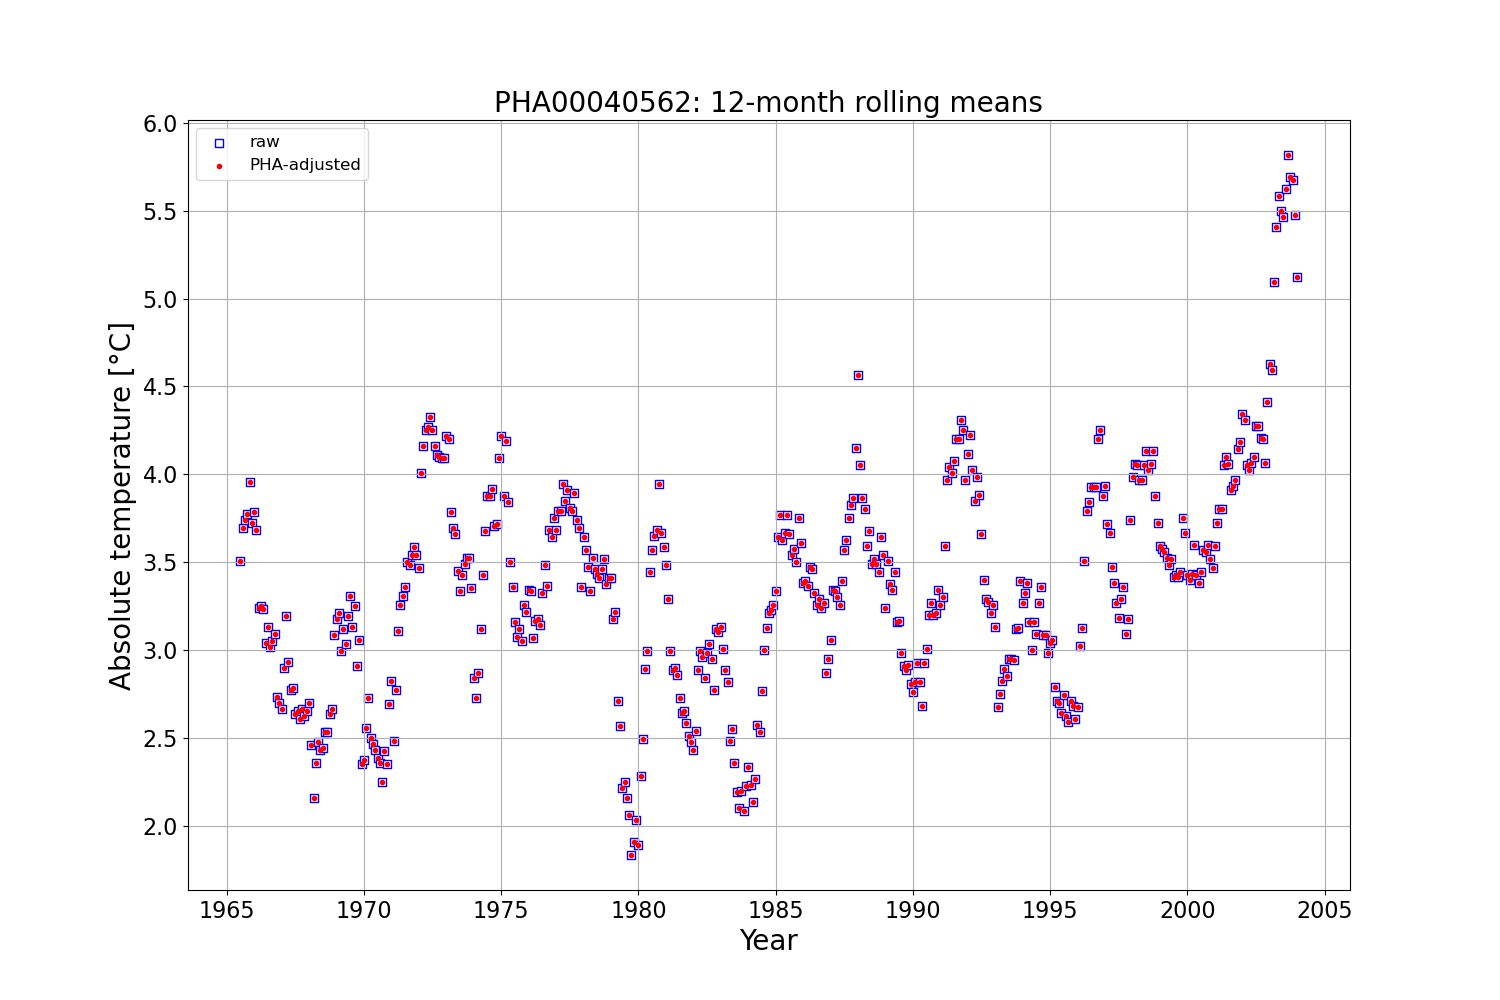 PHA00040562: 12-month rolling means
raw
PHA-adjusted
Absolute temperature [°C]
6.0
5.5
5.0
4.5
4.0
3.5
3.0
2.5
2.0
1965 1970 1975 1980 1985 1990 1995 2000 2005
Year